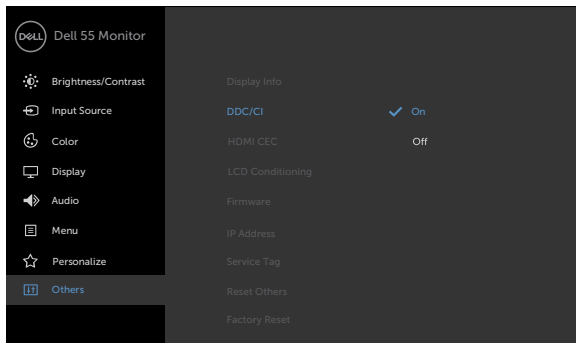 DELL Dell 55 Monitor
Brightness/Contrast
Display Info
Input Source
DDC/CI On
Color
HDMI CEC Off
Display
LCD Conditioning
Audio
Firmware
Menu
IP Address
Personalize
Service Tag
Others
Reset Others
Factory Reset